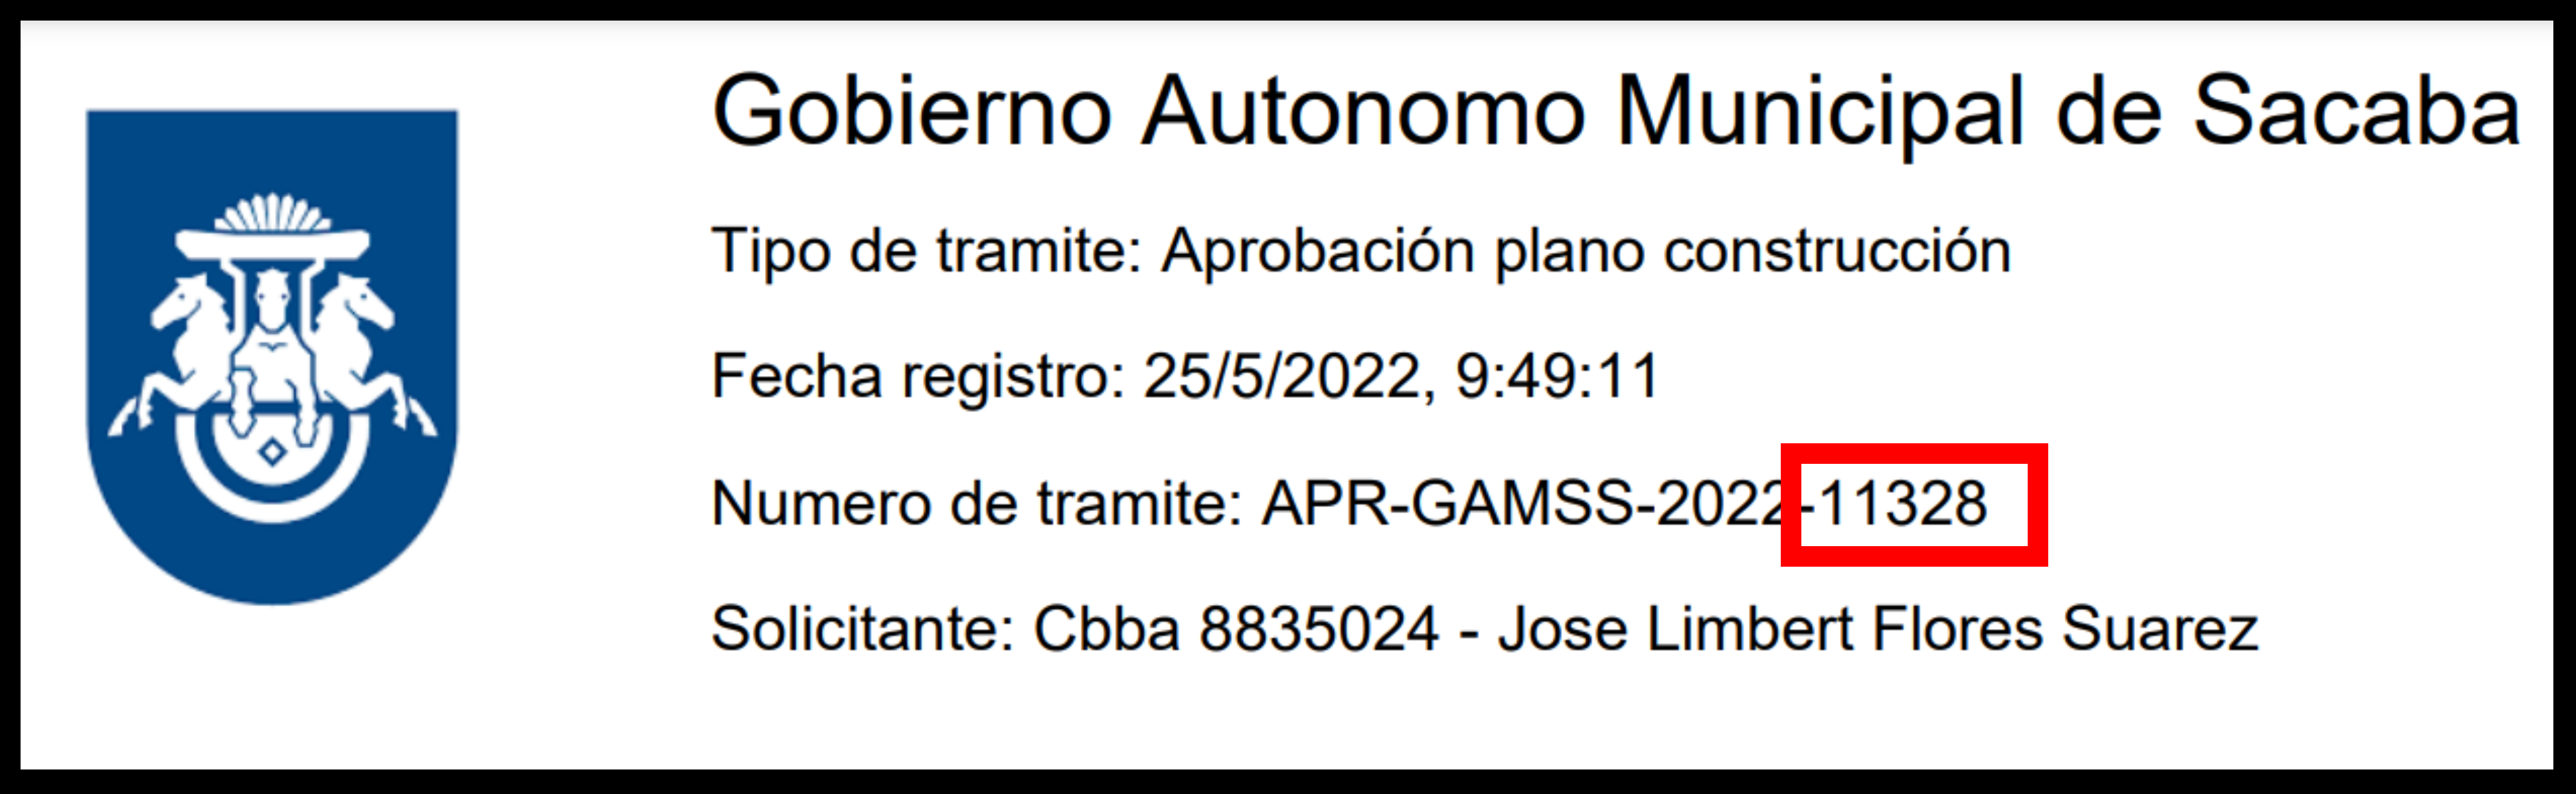 Gobierno Autonomo Municipal de Sacaba
Tipo de tramite: Aprobación plano construcción
Fecha registro: 25/5/2022, 9:49:11
Numero de tramite: APR-GAMSS-2022-11328
Solicitante: Cbba 8835024 - Jose Limbert Flores Suarez